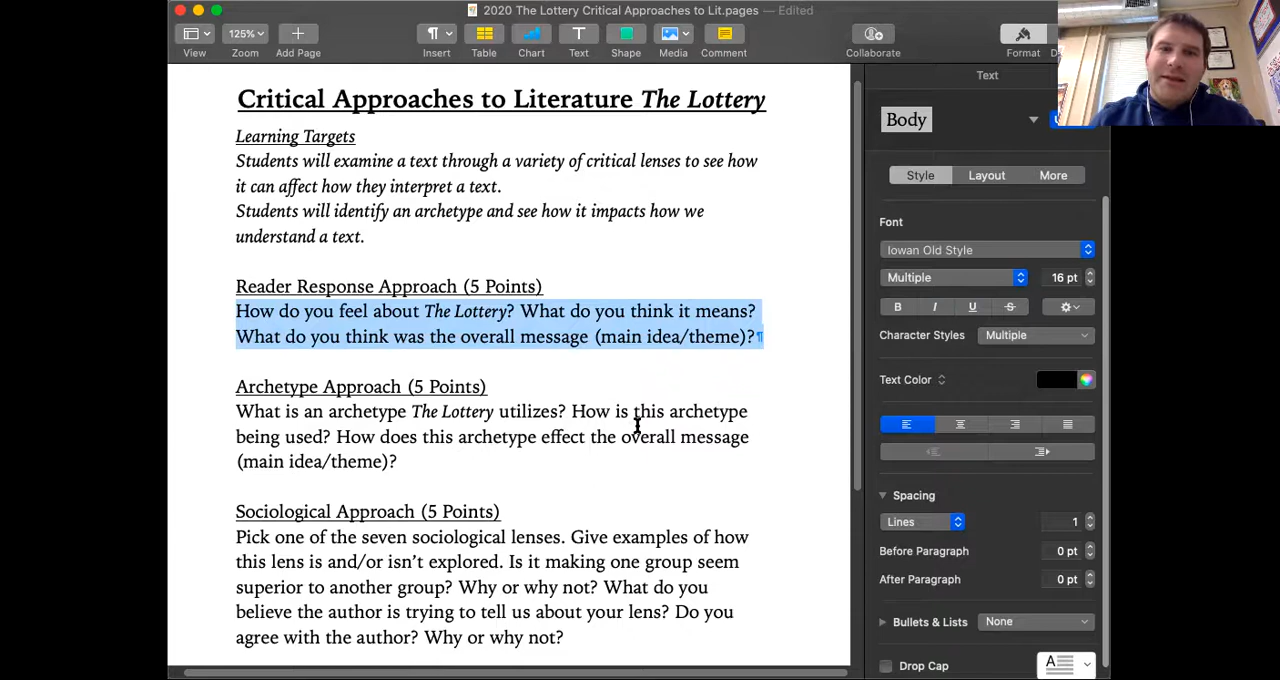 2020 The Lottery Critical Approaches to Lit.pages — Edited
125%
View
Zoom
Add Page
Insert
Table
Chart
Text
Shape
Media
Comment
Collaborate
Format
Critical Approaches to Literature The Lottery
Learning Targets
Students will examine a text through a variety of critical lenses to see how
it can affect how they interpret a text.
Students will identify an archetype and see how it impacts how we
understand a text.
Reader Response Approach (5 Points)
How do you feel about The Lottery? What do you think it means?
What do you think was the overall message (main idea/theme)?¶
Archetype Approach (5 Points)
What is an archetype The Lottery utilizes? How is this archetype
being used? How does this archetype effect the overall message
(main idea/theme)?
Sociological Approach (5 Points)
Pick one of the seven sociological lenses. Give examples of how
this lens is and/or isn't explored. Is it making one group seem
superior to another group? Why or why not? What do you
believe the author is trying to tell us about your lens? Do you
agree with the author? Why or why not?
Text
Body
Style
Layout
More
Font
Iowan Old Style
Multiple
16 pt
B
I
U
S
Character Styles
Multiple
Text Color
Spacing
Lines
1
Before Paragraph
0 pt
After Paragraph
0 pt
Bullets & Lists
None
Drop Cap
A